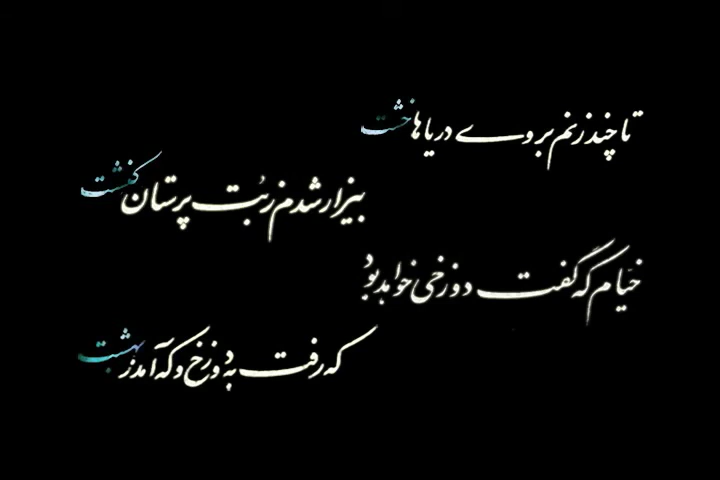 تا چند زنم بروے دریاها خشت
بیزار شدم ز بت پرستان کنشت
خیام که گفت دوزخی خواهد بود
که رفت به دوزخ و که آمد ز بهشت